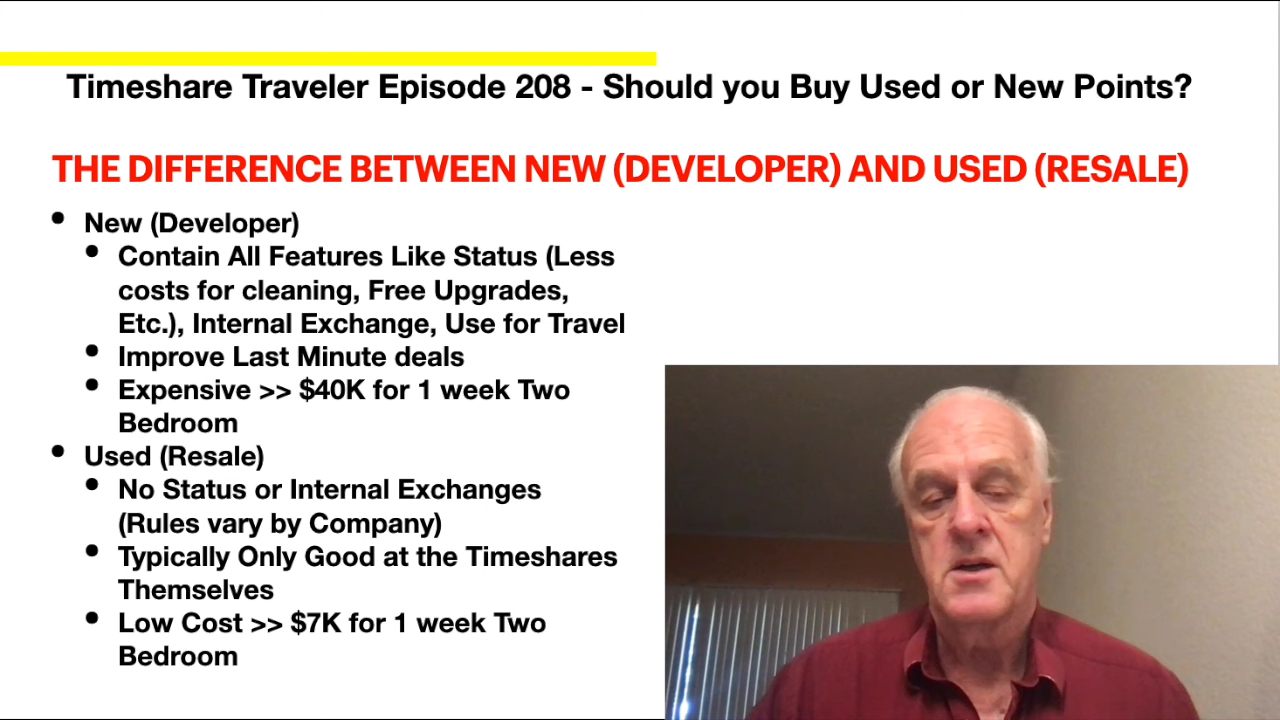 Timeshare Traveler Episode 208 - Should you Buy Used or New Points?
THE DIFFERENCE BETWEEN NEW (DEVELOPER) AND USED (RESALE)
• New (Developer)
• Contain All Features Like Status (Less
costs for cleaning, Free Upgrades,
Etc.), Internal Exchange, Use for Travel
• Improve Last Minute deals
• Expensive >> $40K for 1 week Two
Bedroom
• Used (Resale)
• No Status or Internal Exchanges
(Rules vary by Company)
• Typically Only Good at the Timeshares
Themselves
• Low Cost >> $7K for 1 week Two
Bedroom